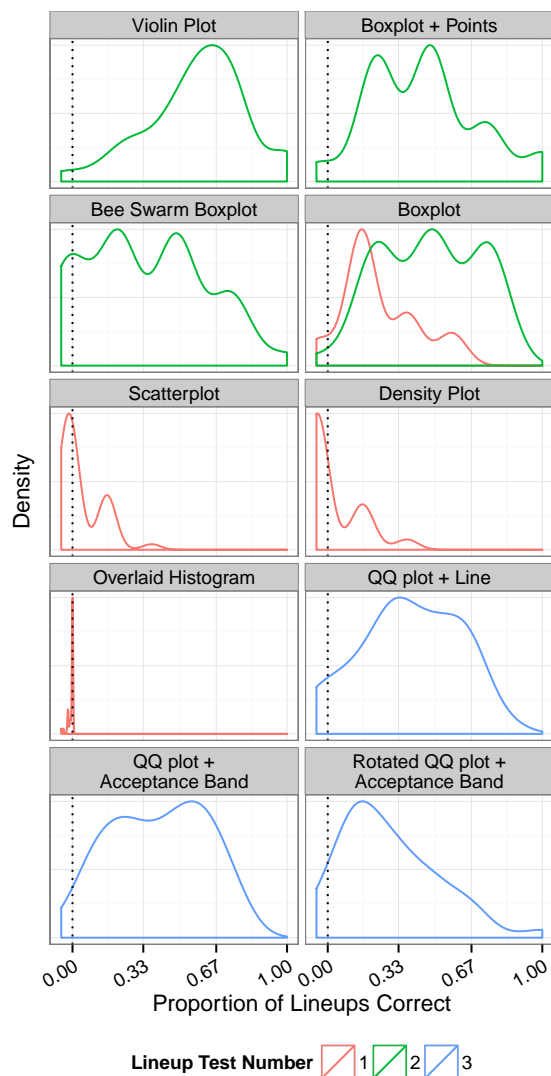 Violin Plot
Boxplot + Points
Bee Swarm Boxplot
Boxplot
Scatterplot
Density Plot
Density
Overlaid Histogram
QQ plot + Line
QQ plot +
Acceptance Band
Rotated QQ plot +
Acceptance Band
0.00 0.33 0.67 1.00
0.00 0.33 0.67 1.00
Proportion of Lineups Correct
Lineup Test Number 1 2 3